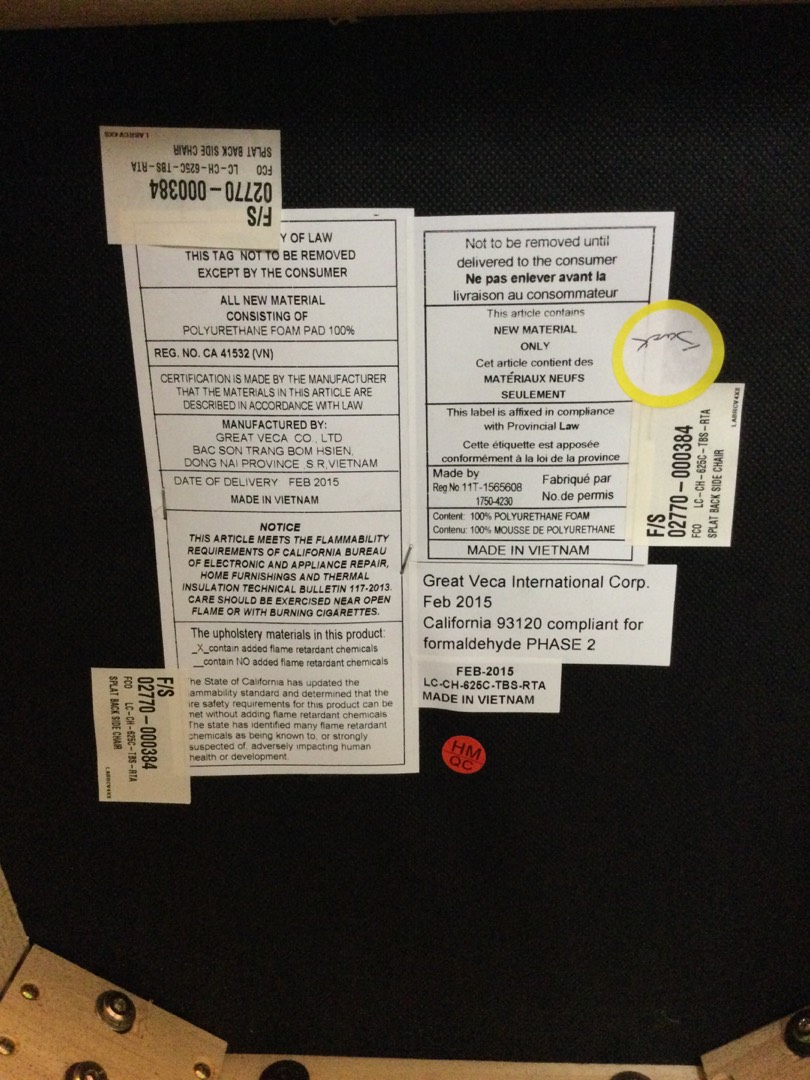 LABRCV4XS
SPLAT BACK SIDE CHAIR
FCO LC-CH-625C-TBS-RTA
02770-000384
F/S
Y OF LAW
THIS TAG NOT TO BE REMOVED
EXCEPT BY THE CONSUMER
ALL NEW MATERIAL
CONSISTING OF
POLYURETHANE FOAM PAD 100%
REG. NO. CA 41532 (VN)
CERTIFICATION IS MADE BY THE MANUFACTURER
THAT THE MATERIALS IN THIS ARTICLE ARE
DESCRIBED IN ACCORDANCE WITH LAW
MANUFACTURED BY:
GREAT VECA CO., LTD
BAC SON TRANG BOM HSIEN,
DONG NAI PROVINCE ,S R,VIETNAM
DATE OF DELIVERY FEB 2015
MADE IN VIETNAM
NOTICE
THIS ARTICLE MEETS THE FLAMMABILITY
REQUIREMENTS OF CALIFORNIA BUREAU
OF ELECTRONIC AND APPLIANCE REPAIR,
HOME FURNISHINGS AND THERMAL
INSULATION TECHNICAL BULLETIN 117-2013.
CARE SHOULD BE EXERCISED NEAR OPEN
FLAME OR WITH BURNING CIGARETTES.
The upholstery materials in this product:
_X_contain added flame retardant chemicals
__contain NO added flame retardant chemicals
he State of California has updated the
ammability standard and determined that the
ire safety requirements for this product can be
met without adding flame retardant chemicals
The state has identified many flame retardant
chemicals as being known to, or strongly
suspected of, adversely impacting human
health or development
F/S
02770-000384
FCO LC-CH-625C-TBS-RTA
SPLAT BACK SIDE CHAIR
LABRCV4XS
Not to be removed until
delivered to the consumer
Ne pas enlever avant la
livraison au consommateur
This article contains
NEW MATERIAL
ONLY
Cet article contient des
MATÉRIAUX NEUFS
SEULEMENT
This label is affixed in compliance
with Provincial Law
Cette étiquette est apposée
conformément à la loi de la province
Made by Fabriqué par
Reg No 11T-1565608
1750-4230 No.de permis
Content: 100% POLYURETHANE FOAM
Contenu: 100% MOUSSE DE POLYURETHANE
MADE IN VIETNAM
F/S
02770-000384
FCO LC-CH-625C-TBS-RTA
SPLAT BACK SIDE CHAIR
LABRCV4XS
Great Veca International Corp.
Feb 2015
California 93120 compliant for
formaldehyde PHASE 2
FEB-2015
LC-CH-625C-TBS-RTA
MADE IN VIETNAM
HM
QC